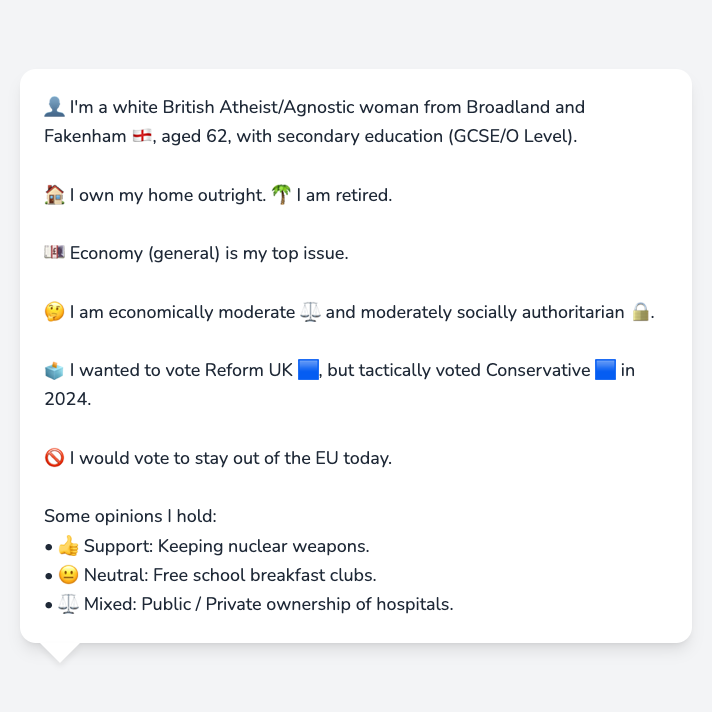 👤 I'm a white British Atheist/Agnostic woman from Broadland and
Fakenham 🏴󠁧󠁢󠁥󠁮󠁧󠁿, aged 62, with secondary education (GCSE/O Level).
🏠 I own my home outright. 🌴 I am retired.
💷 Economy (general) is my top issue.
🤔 I am economically moderate ⚖️ and moderately socially authoritarian 🔒.
🗳️ I wanted to vote Reform UK 🟦, but tactically voted Conservative 🟦 in
2024.
🚫 I would vote to stay out of the EU today.
Some opinions I hold:
• 👍 Support: Keeping nuclear weapons.
• 😐 Neutral: Free school breakfast clubs.
• ⚖️ Mixed: Public / Private ownership of hospitals.